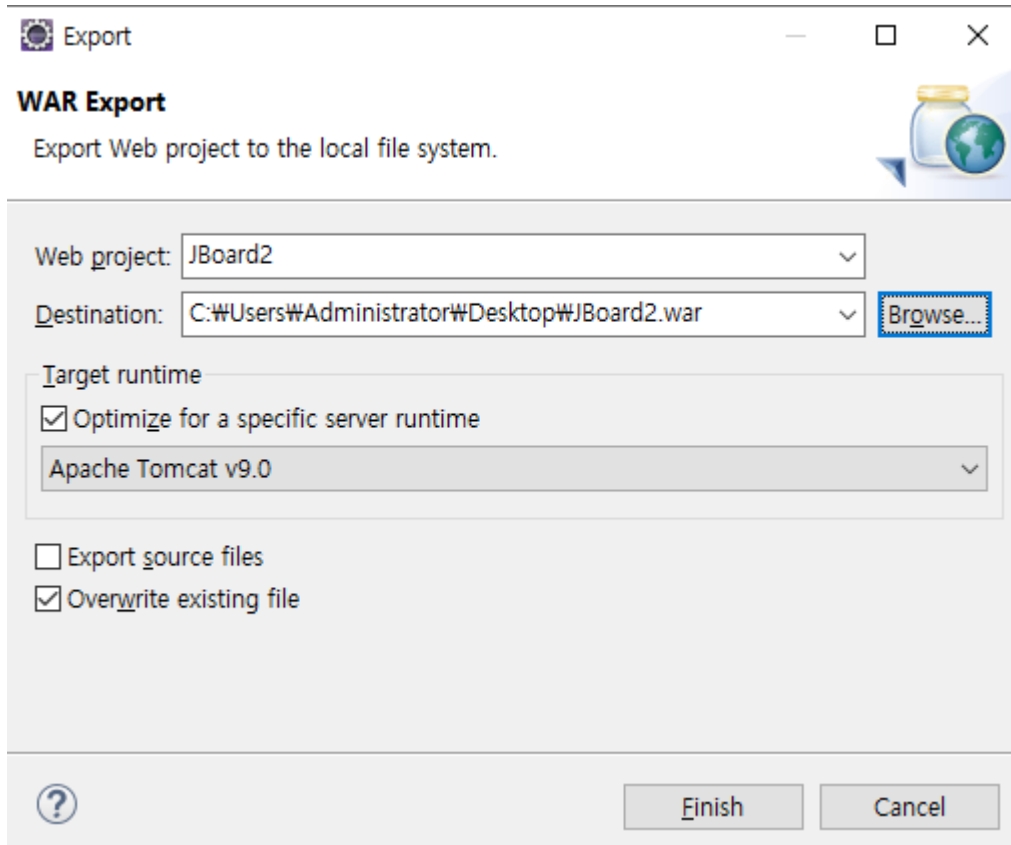 Export
WAR Export
Export Web project to the local file system.
Web project: JBoard2
Destination: C:₩Users₩Administrator₩Desktop₩JBoard2.war Browse...
Target runtime
Optimize for a specific server runtime
Apache Tomcat v9.0
Export source files
Overwrite existing file
? Finish Cancel